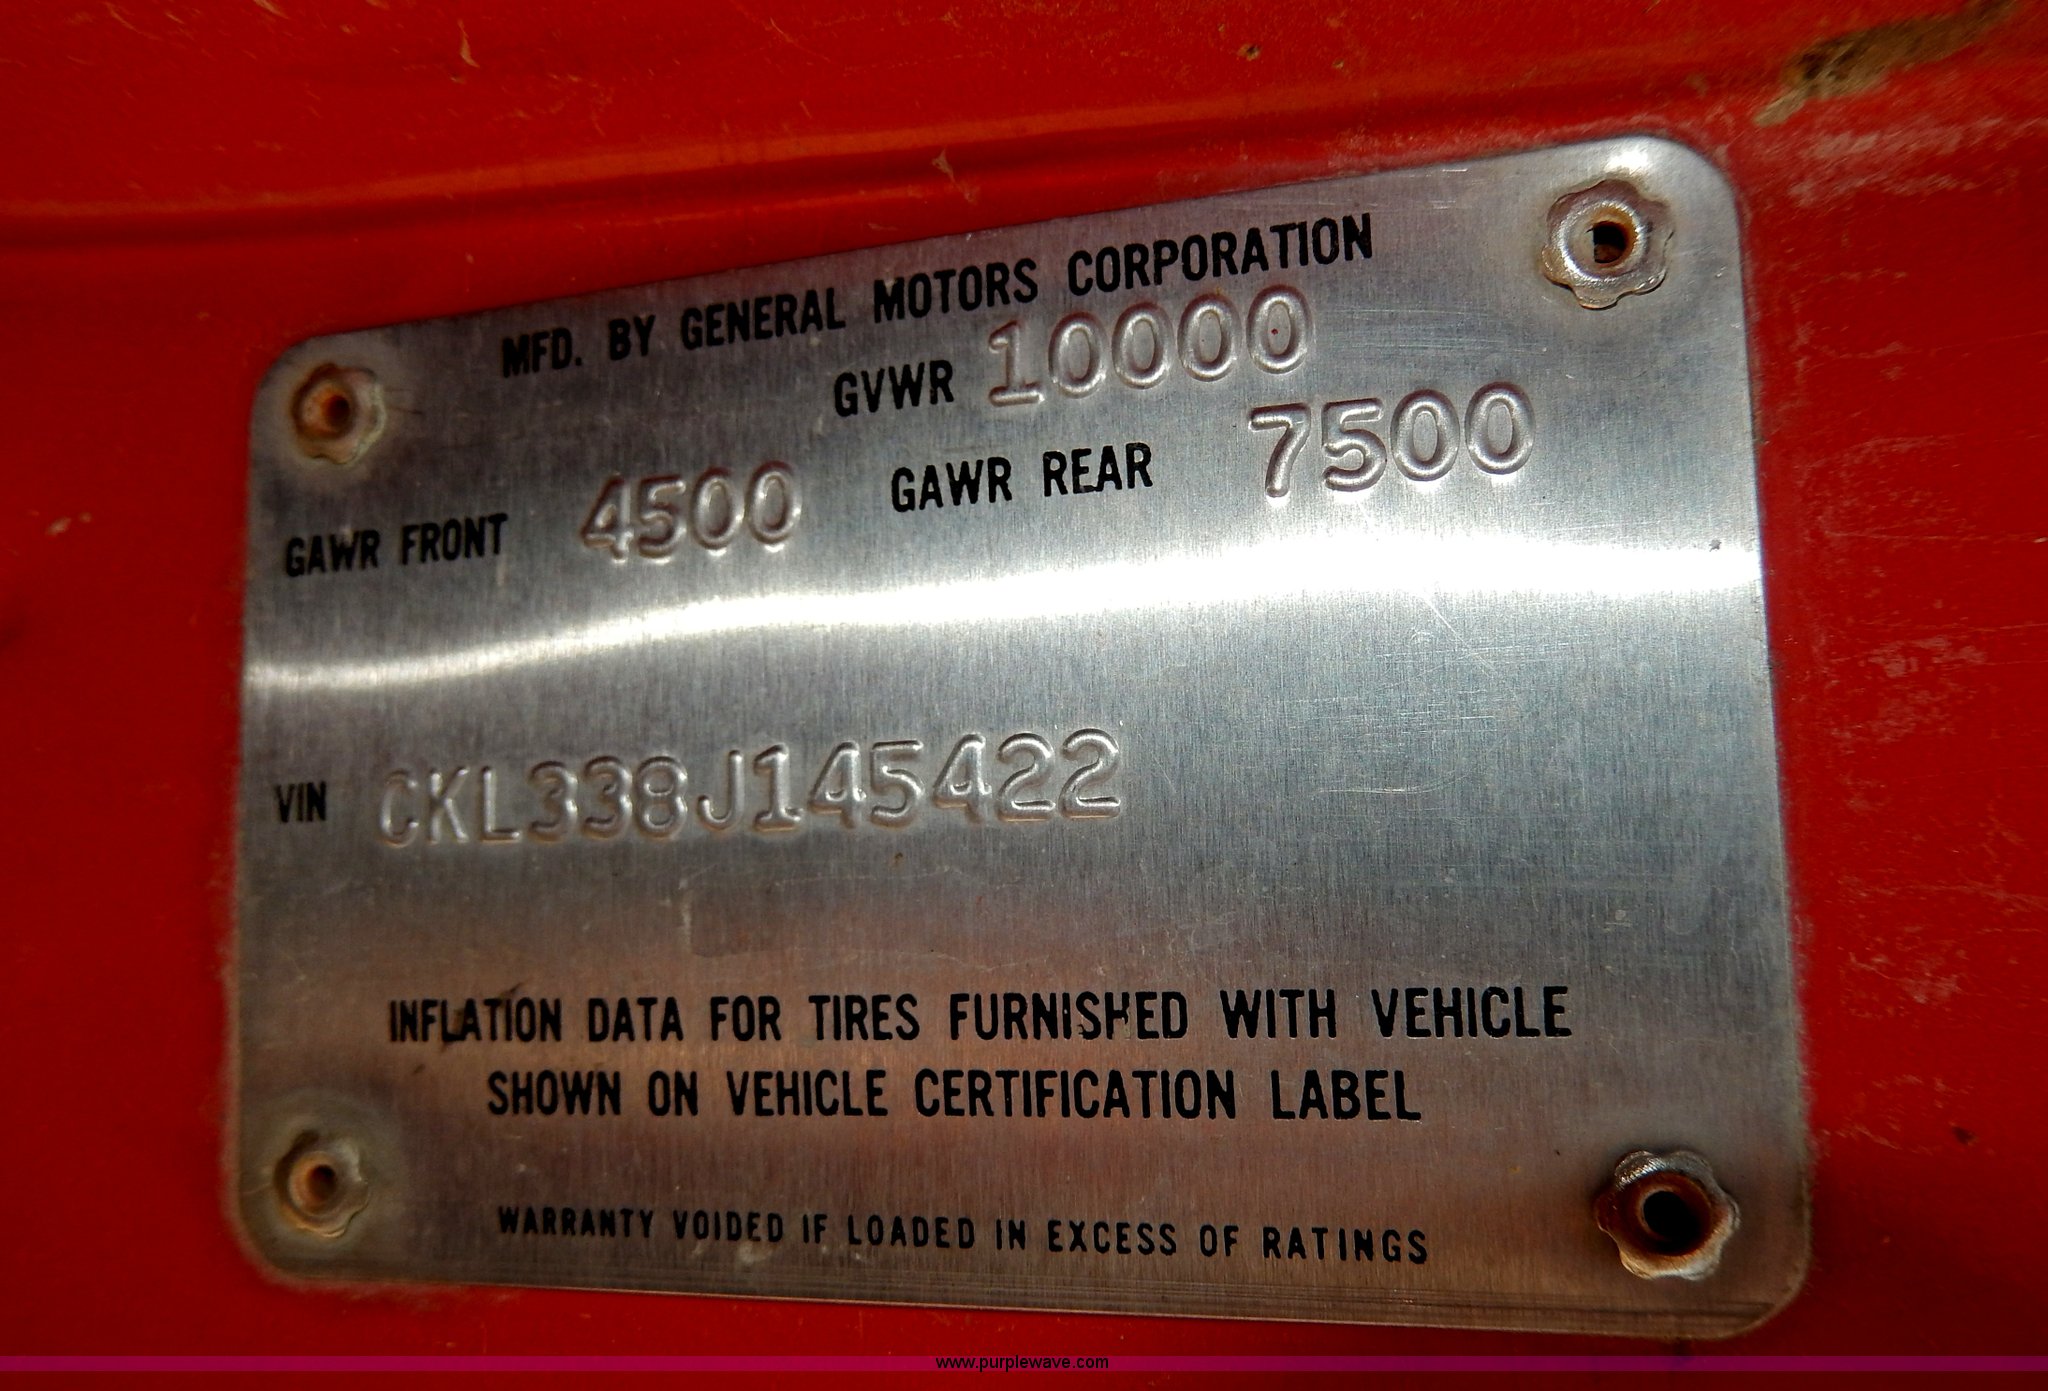 MFD. BY GENERAL MOTORS CORPORATION
GVWR 10000
GAWR FRONT 4500 GAWR REAR 7500
VIN CKL338J145422
INFLATION DATA FOR TIRES FURNISHED WITH VEHICLE
SHOWN ON VEHICLE CERTIFICATION LABEL
WARRANTY VOIDED IF LOADED IN EXCESS OF RATINGS
www.purplewave.com